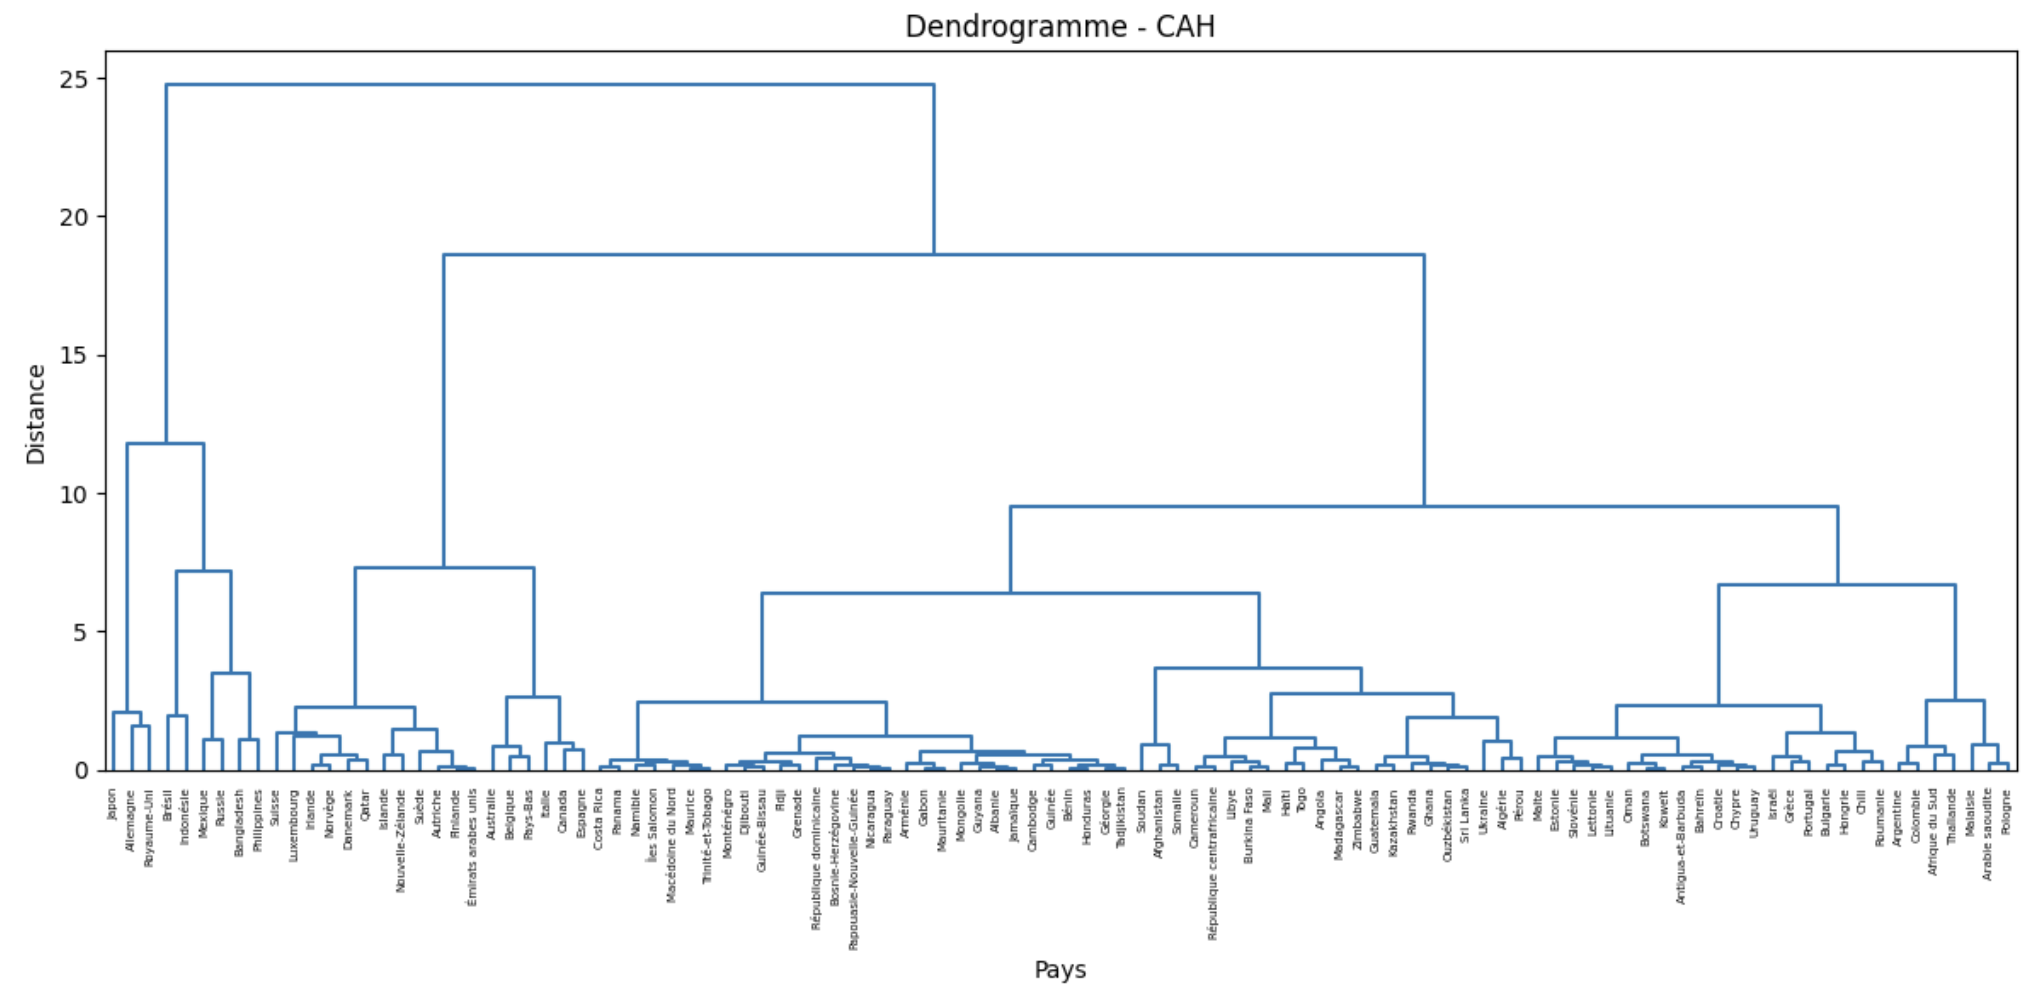 Dendrogramme - CAH
Distance
25
20
15
10
5
0
Japon
Allemagne
Royaume-Uni
Brésil
Indonésie
Mexique
Russie
Bangladesh
Philippines
Suisse
Luxembourg
Irlande
Norvège
Danemark
Qatar
Islande
Nouvelle-Zélande
Suède
Autriche
Finlande
Émirats arabes unis
Australie
Belgique
Pays-Bas
Italie
Canada
Espagne
Costa Rica
Panama
Namibie
Îles Salomon
Macédoine du Nord
Maurice
Trinité-et-Tobago
Monténégro
Djibouti
Guinée-Bissau
Fidji
Grenade
République dominicaine
Bosnie-Herzégovine
Papouasie-Nouvelle-Guinée
Nicaragua
Paraguay
Arménie
Gabon
Mauritanie
Mongolie
Guyana
Albanie
Jamaïque
Cambodge
Guinée
Bénin
Honduras
Géorgie
Tadjikistan
Soudan
Afghanistan
Somalie
Cameroun
République centrafricaine
Libye
Burkina Faso
Mali
Haïti
Togo
Angola
Madagascar
Zimbabwe
Guatemala
Kazakhstan
Rwanda
Ghana
Ouzbékistan
Sri Lanka
Ukraine
Algérie
Pérou
Malte
Estonie
Slovénie
Lettonie
Lituanie
Oman
Botswana
Koweït
Antigua-et-Barbuda
Bahreïn
Croatie
Chypre
Uruguay
Israël
Grèce
Portugal
Bulgarie
Hongrie
Chili
Roumanie
Argentine
Colombie
Afrique du Sud
Thaïlande
Malaisie
Arabie saoudite
Pologne
Pays